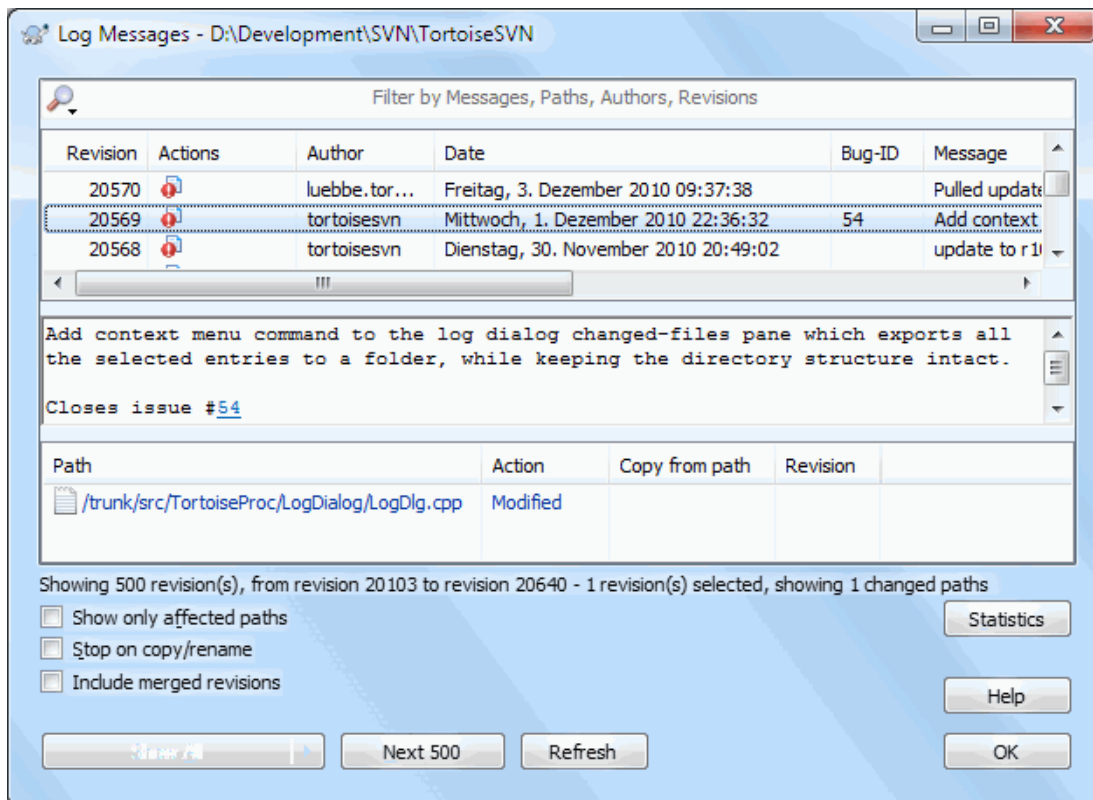 Log Messages - D:\Development\SVN\TortoiseSVN
Filter by Messages, Paths, Authors, Revisions
Revision Actions Author Date Bug-ID Message
20570 luebbe.tor... Freitag, 3. Dezember 2010 09:37:38 Pulled update
20569 tortoisesvn Mittwoch, 1. Dezember 2010 22:36:32 54 Add context
20568 tortoisesvn Dienstag, 30. November 2010 20:49:02 update to r10
Add context menu command to the log dialog changed-files pane which exports all
the selected entries to a folder, while keeping the directory structure intact.
Closes issue #54
Path Action Copy from path Revision
/trunk/src/TortoiseProc/LogDialog/LogDlg.cpp Modified
Showing 500 revision(s), from revision 20103 to revision 20640 - 1 revision(s) selected, showing 1 changed paths
Show only affected paths
Statistics
Stop on copy/rename
Include merged revisions
Help
Next 500 Refresh OK